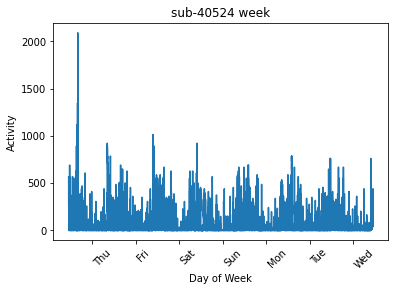 sub-40524 week
2000
1500
1000
500
0
Activity
Thu
Fri
Sat
Sun
Mon
Tue
Wed
Day of Week